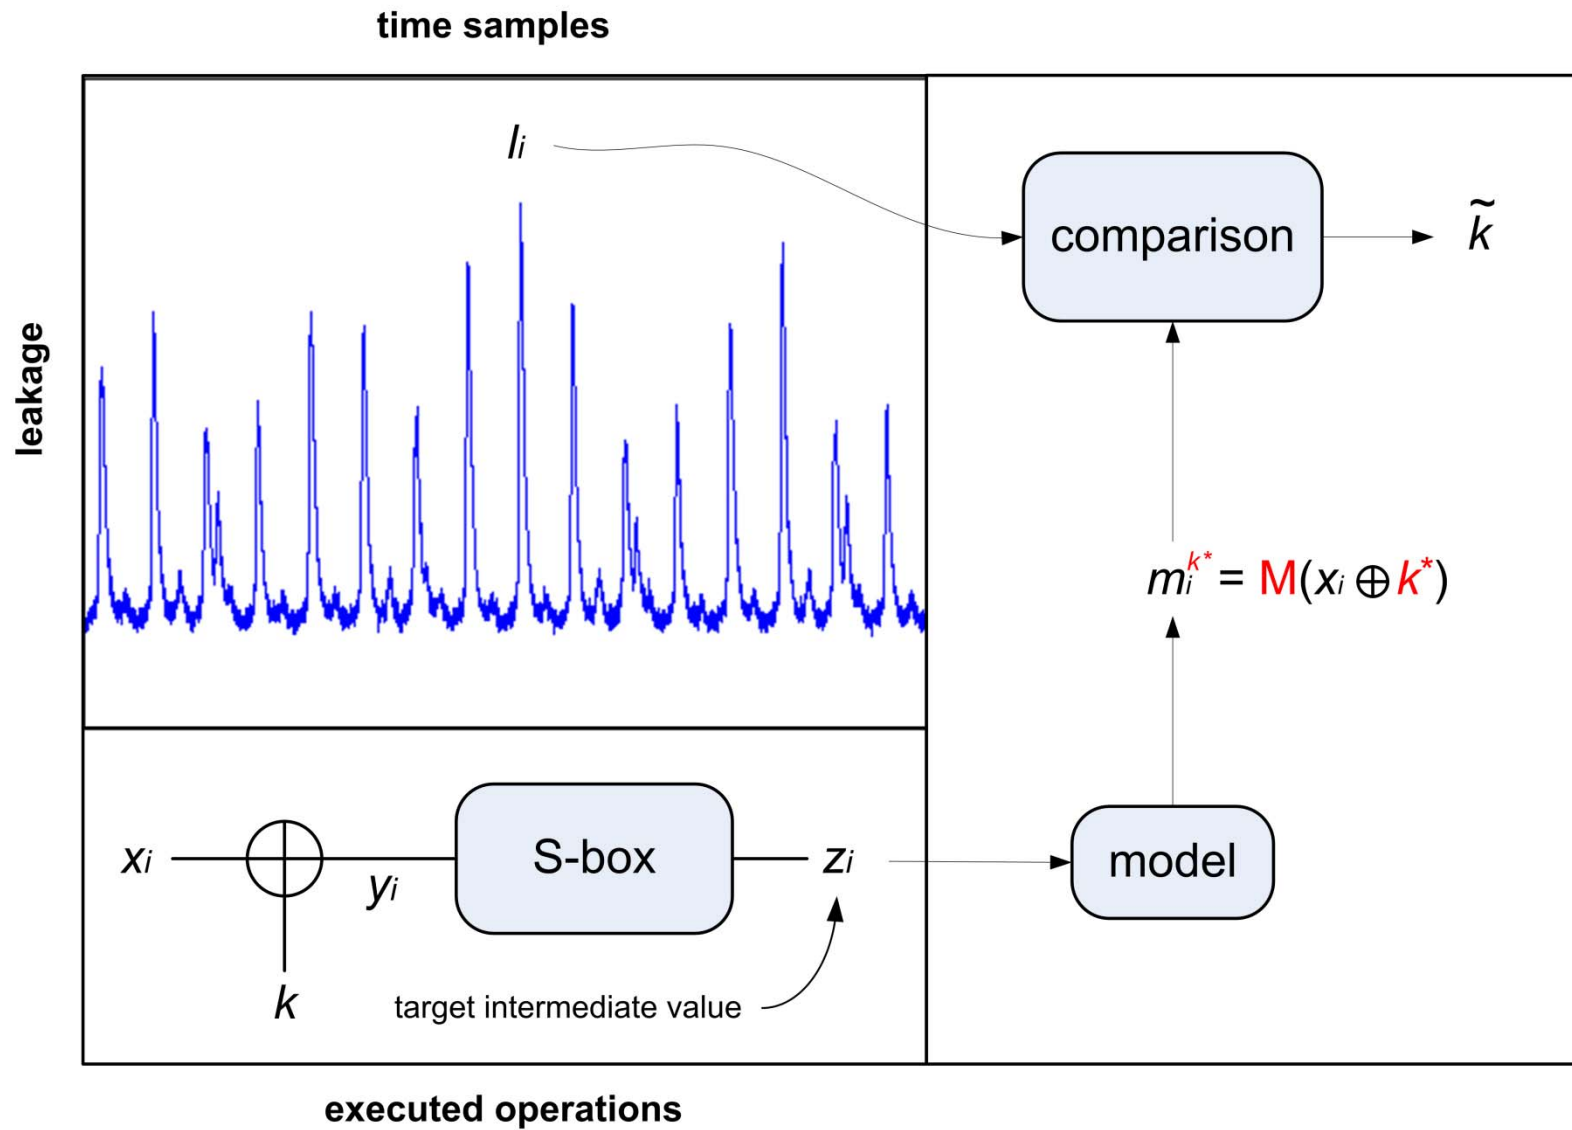 time samples
lᵢ
comparison
k̃
leakage
mᵢᵏ* = M(xᵢ ⊕ k*)
xᵢ
yᵢ
S-box
zᵢ
model
k
target intermediate value
executed operations